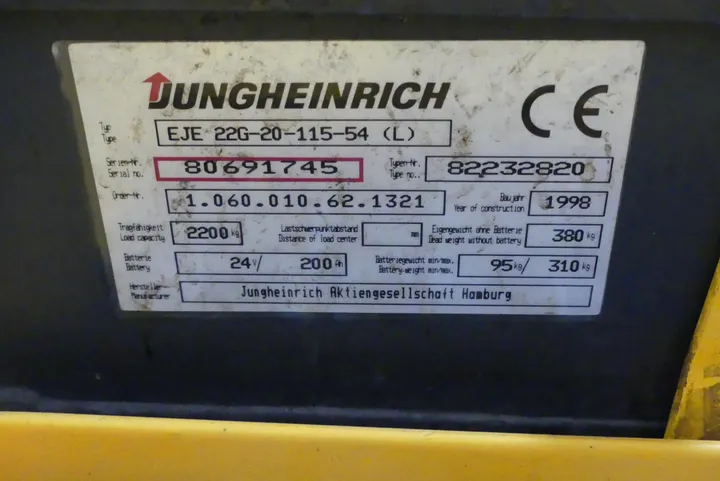 JUNGHEINRICH CE
Typ
Type EJE 22G-20-115-54 (L)
Serien-Nr. 80691745 Typen-Nr. 82232820
Serial no. Type no..
Order-Nr. 1.060.010.62.1321 Baujahr 1998
Year of construction
Tragfähigkeit 2200 kg Lastschwerpunktabstand mm Eigengewicht ohne Batterie 380 kg
Load capacity Distance of load center Dead weight without battery
Batterie 24 V/ 200 Ah Batteriegewicht min/max. 95 kg/ 310 kg
Battery Battery-weight min/max.
Hersteller Jungheinrich Aktiengesellschaft Hamburg
Manufacturer